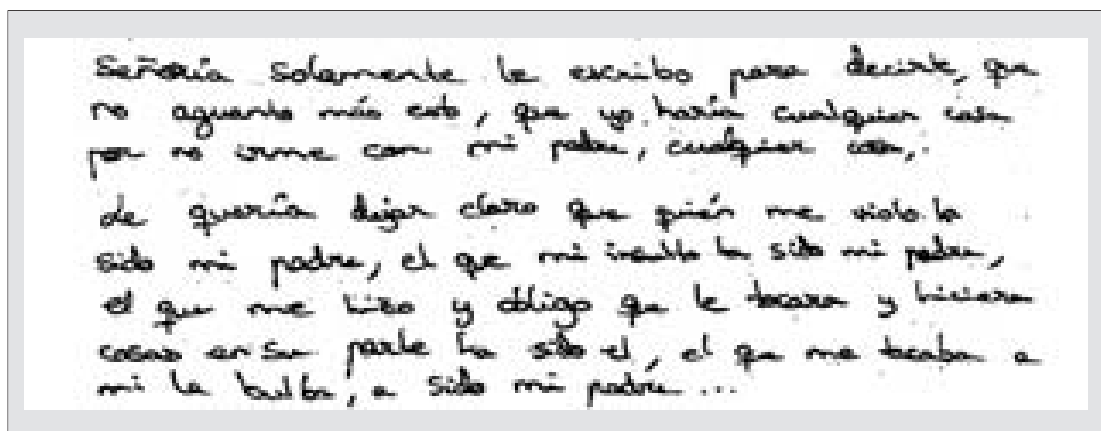 Señoría solamente le escribo para decirle, que
no aguanto más esto, que yo haría cualquier cosa
por no irme con mi padre, cualquier cosa,.
de quería dejar claro que quién me violo ha
sido mi padre, el que mi insulto ha sido mi padre,
el que me hizo y obligo que le tocara y hiciera
cosas en su parte ha sido el, el que me tocaba a
mi la bulba, a sido mi padre ...